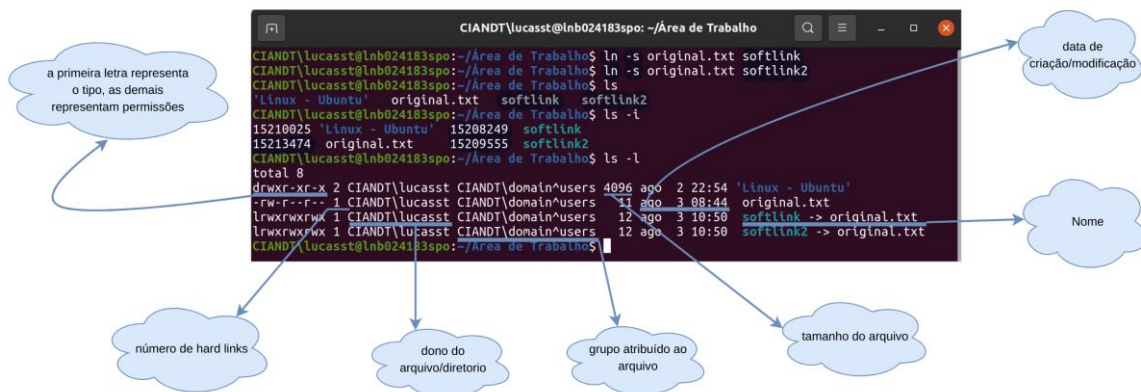 CIANDT\lucasst@lnb024183spo: ~/Área de Trabalho
CIANDT\lucasst@lnb024183spo:~/Área de Trabalho$ ln -s original.txt softlink
CIANDT\lucasst@lnb024183spo:~/Área de Trabalho$ ln -s original.txt softlink2
CIANDT\lucasst@lnb024183spo:~/Área de Trabalho$ ls
'Linux - Ubuntu' original.txt softlink softlink2
CIANDT\lucasst@lnb024183spo:~/Área de Trabalho$ ls -i
15210025 'Linux - Ubuntu' 15208249 softlink
15213474 original.txt 15209555 softlink2
CIANDT\lucasst@lnb024183spo:~/Área de Trabalho$ ls -l
total 8
drwxr-xr-x 2 CIANDT\lucasst CIANDT\domain^users 4096 ago 2 22:54 'Linux - Ubuntu'
-rw-r--r-- 1 CIANDT\lucasst CIANDT\domain^users 11 ago 3 08:44 original.txt
lrwxrwxrwx 1 CIANDT\lucasst CIANDT\domain^users 12 ago 3 10:50 softlink -> original.txt
lrwxrwxrwx 1 CIANDT\lucasst CIANDT\domain^users 12 ago 3 10:50 softlink2 -> original.txt
CIANDT\lucasst@lnb024183spo:~/Área de Trabalho$
a primeira letra representa
o tipo, as demais
representam permissões
data de
criação/modificação
Nome
número de hard links
dono do
arquivo/diretorio
grupo atribuído ao
arquivo
tamanho do arquivo